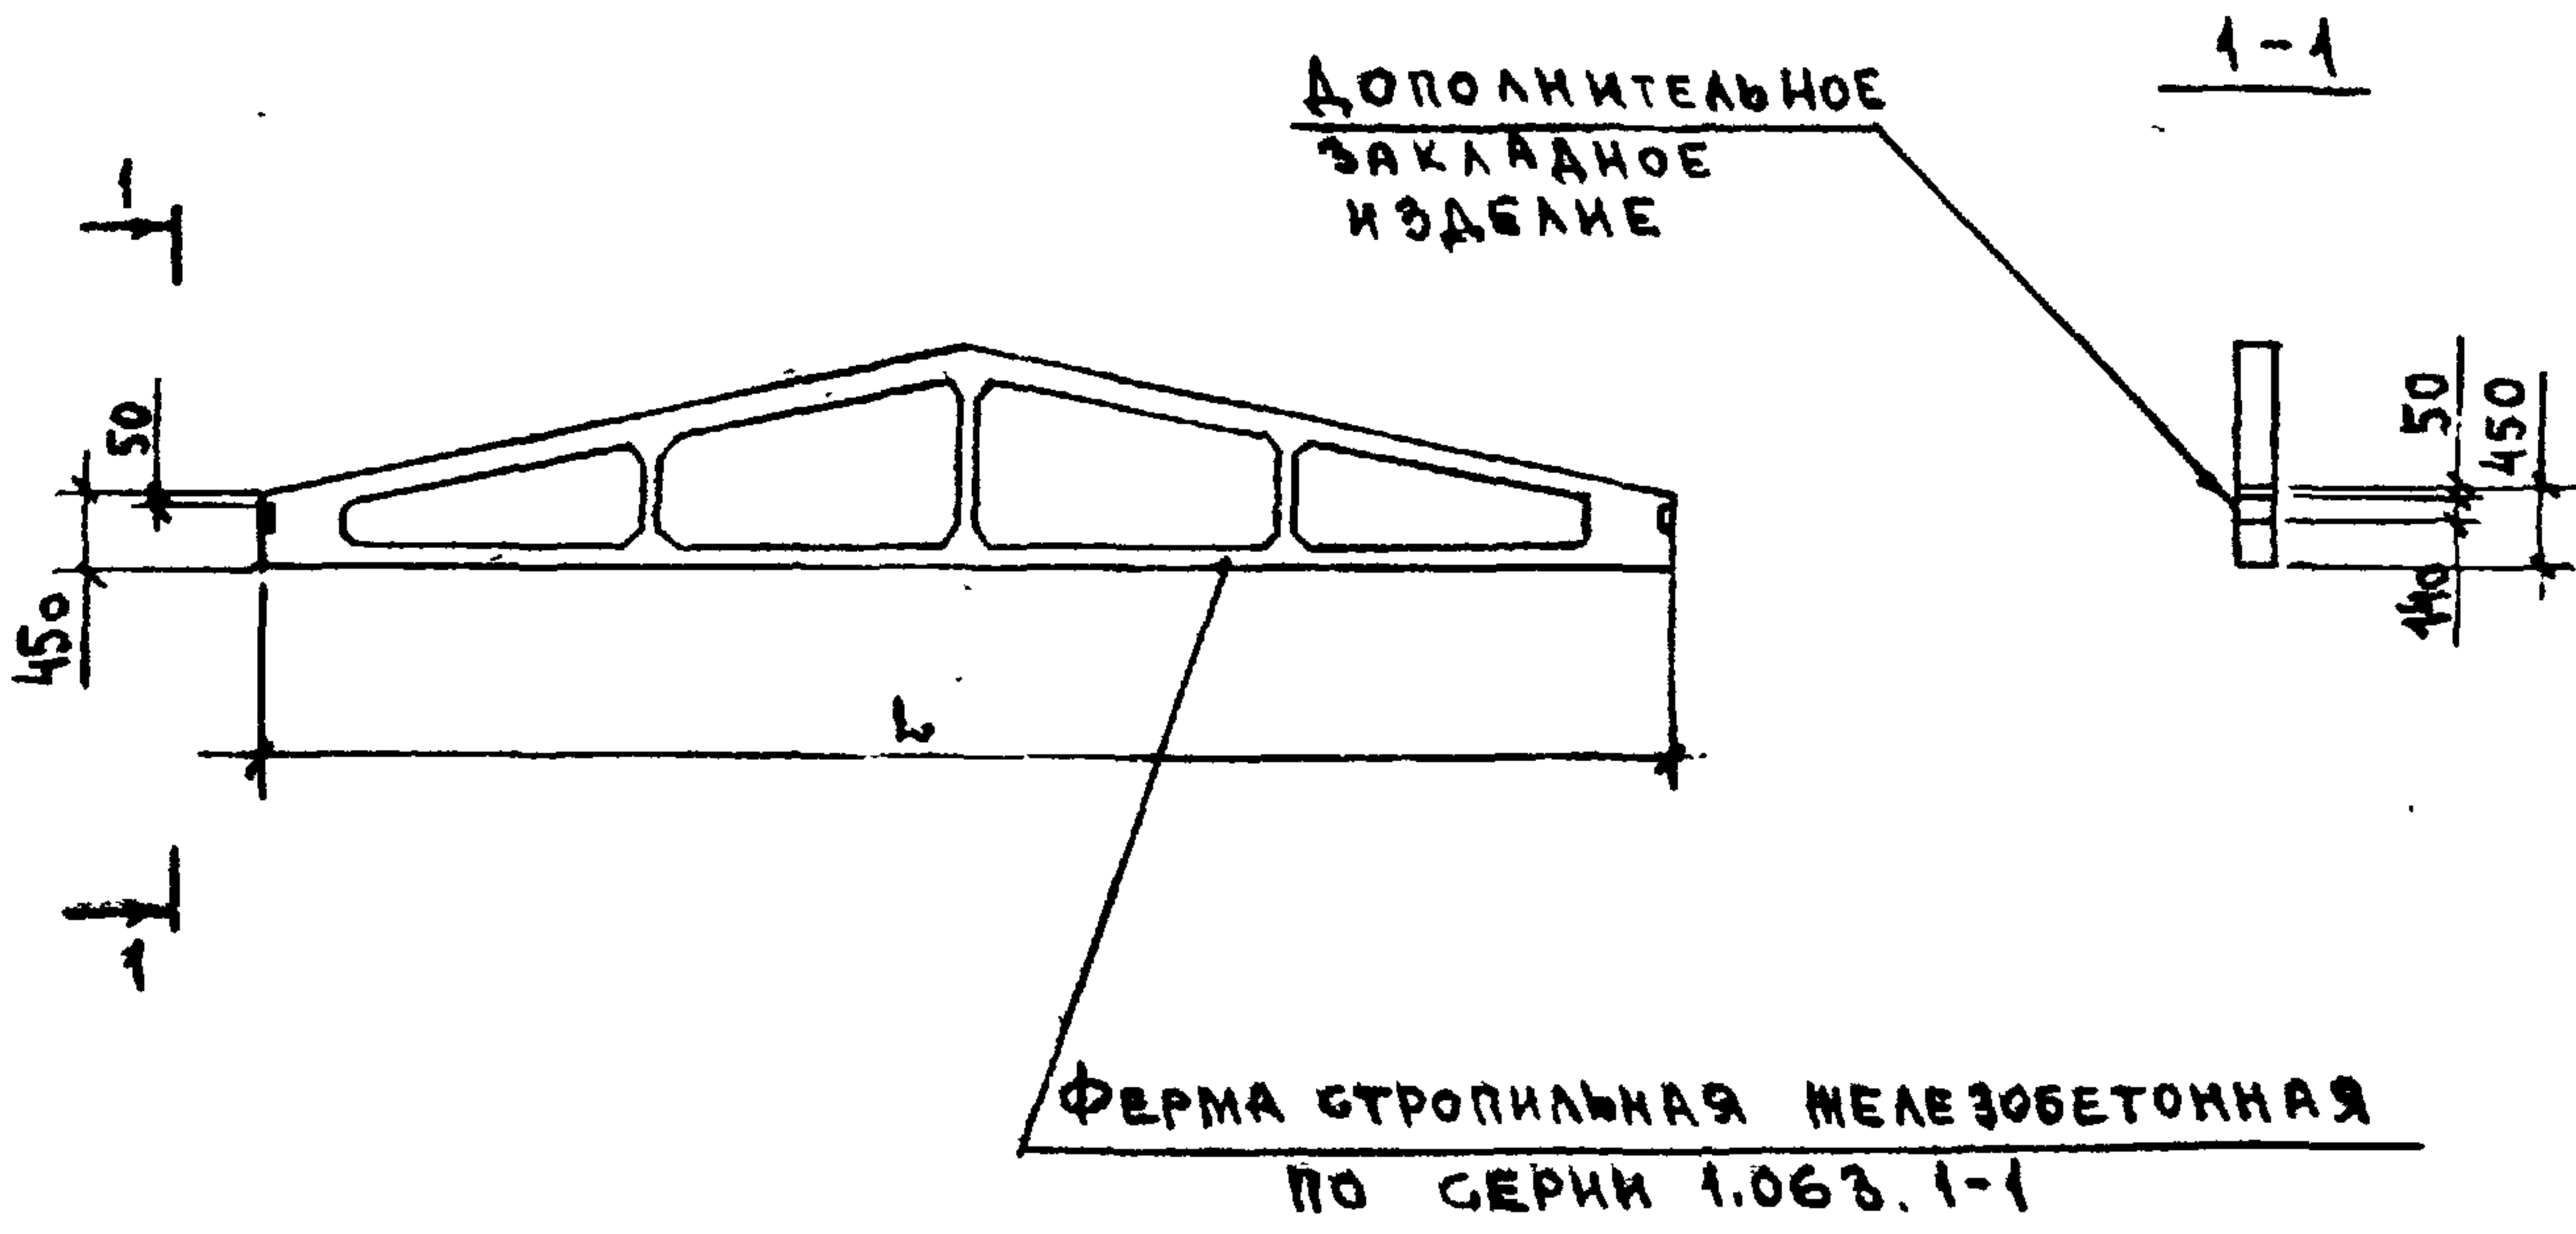 1-1
ДОПОЛНИТЕЛЬНОЕ
ЗАКЛАДНОЕ
ИЗДЕЛИЕ
1
50
450
50
450
140
L
1
ФЕРМА СТРОПИЛЬНАЯ ЖЕЛЕЗОБЕТОННАЯ
ПО СЕРИИ 1.063.1-1